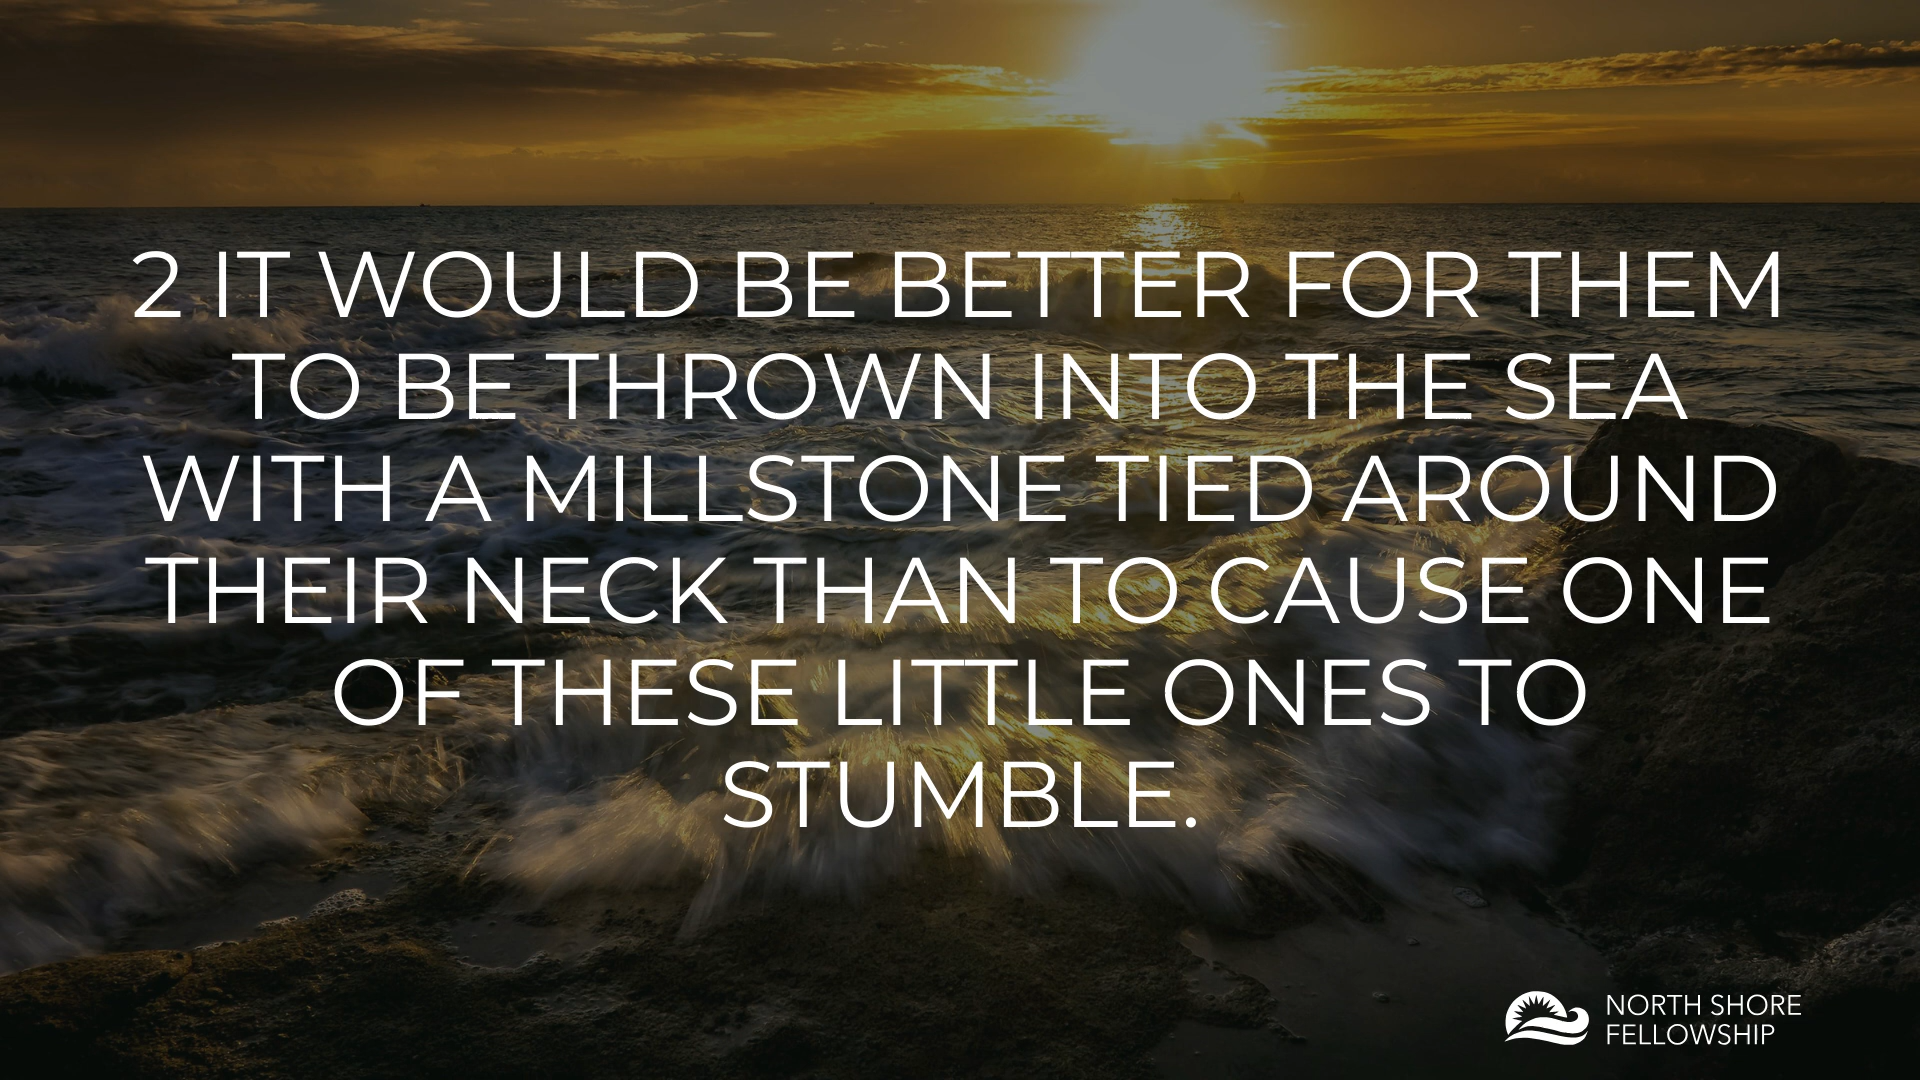 2 IT WOULD BE BETTER FOR THEM
TO BE THROWN INTO THE SEA
WITH A MILLSTONE TIED AROUND
THEIR NECK THAN TO CAUSE ONE
OF THESE LITTLE ONES TO
STUMBLE.
NORTH SHORE
FELLOWSHIP